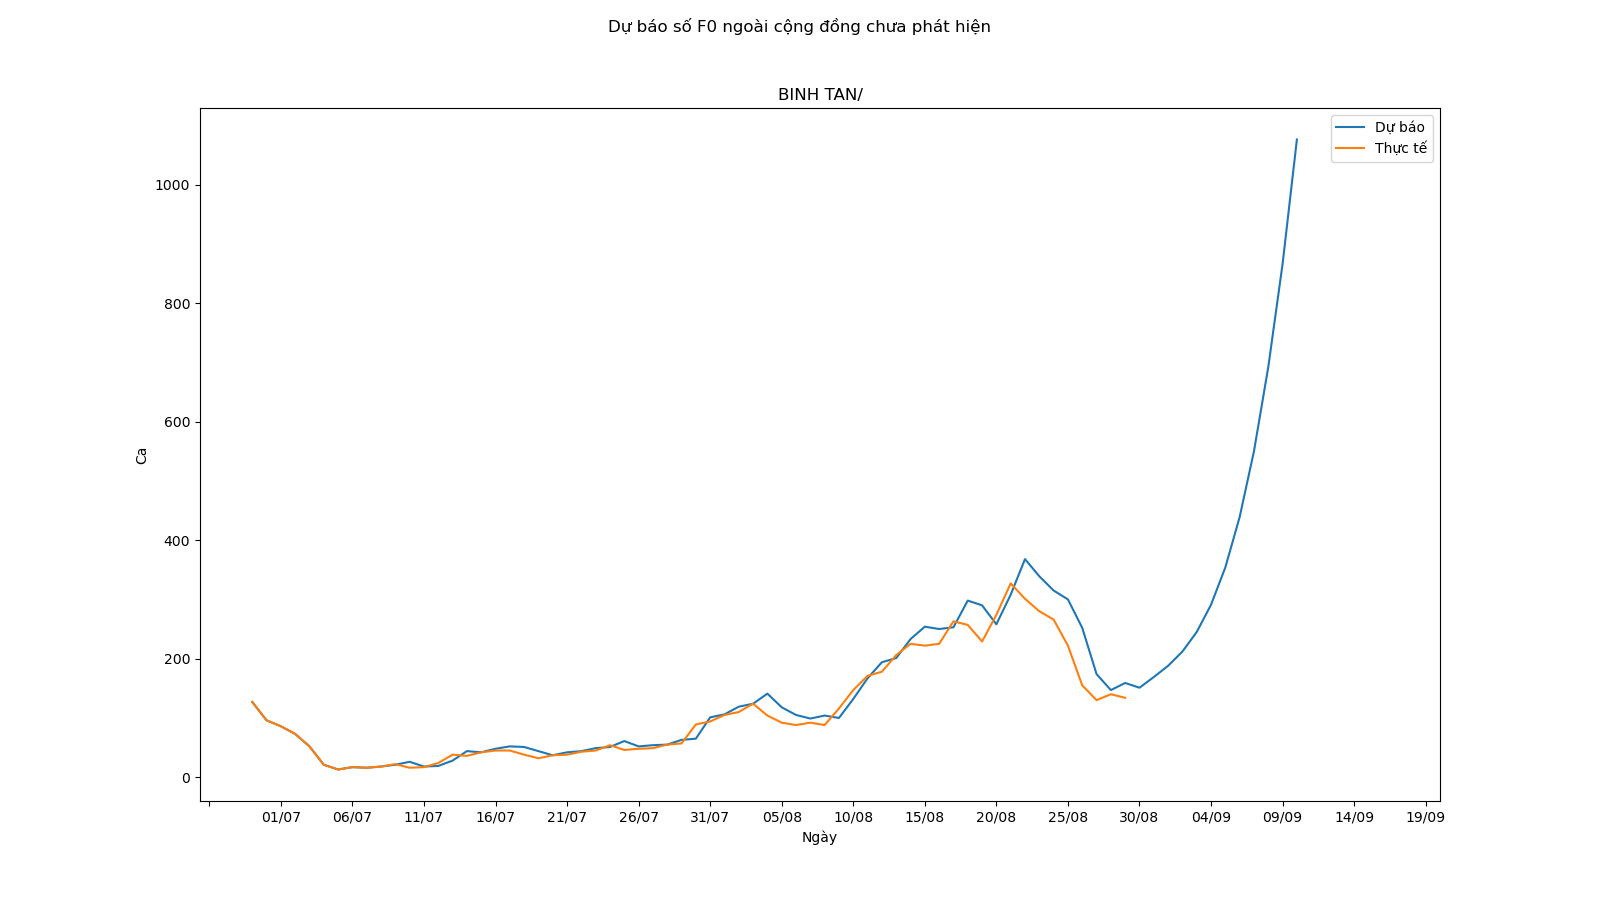 Dự báo số F0 ngoài cộng đồng chưa phát hiện
BINH TAN/
Dự báo
Thực tế
1000
800
600
400
200
0
Ca
01/07 06/07 11/07 16/07 21/07 26/07 31/07 05/08 10/08 15/08 20/08 25/08 30/08 04/09 09/09 14/09 19/09
Ngày